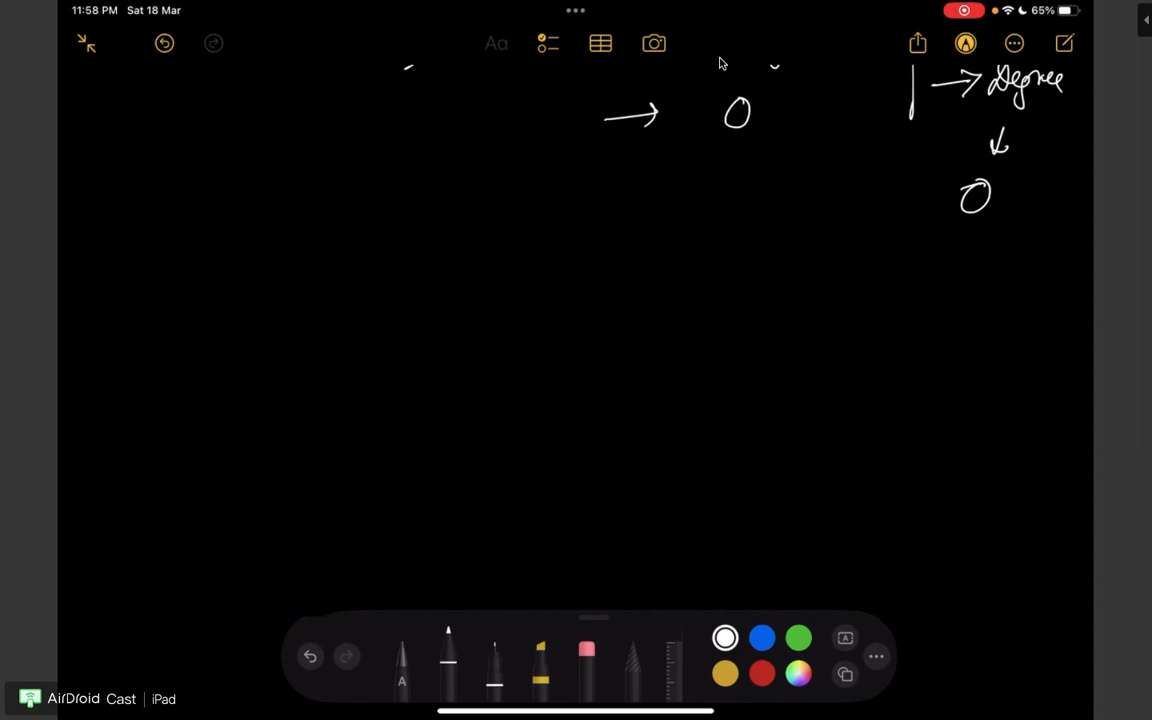 11:58 PM Sat 18 Mar
65%
Aa
→ Degree
→ 0
↓
0
A
A
AirDroid Cast | iPad